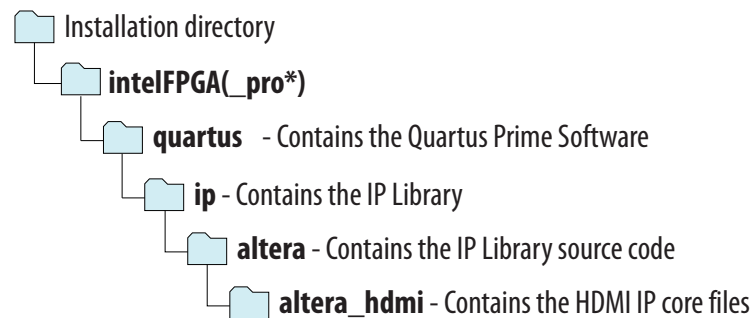 Installation directory
intelFPGA(_pro*)
quartus - Contains the Quartus Prime Software
ip - Contains the IP Library
altera - Contains the IP Library source code
altera_hdmi - Contains the HDMI IP core files